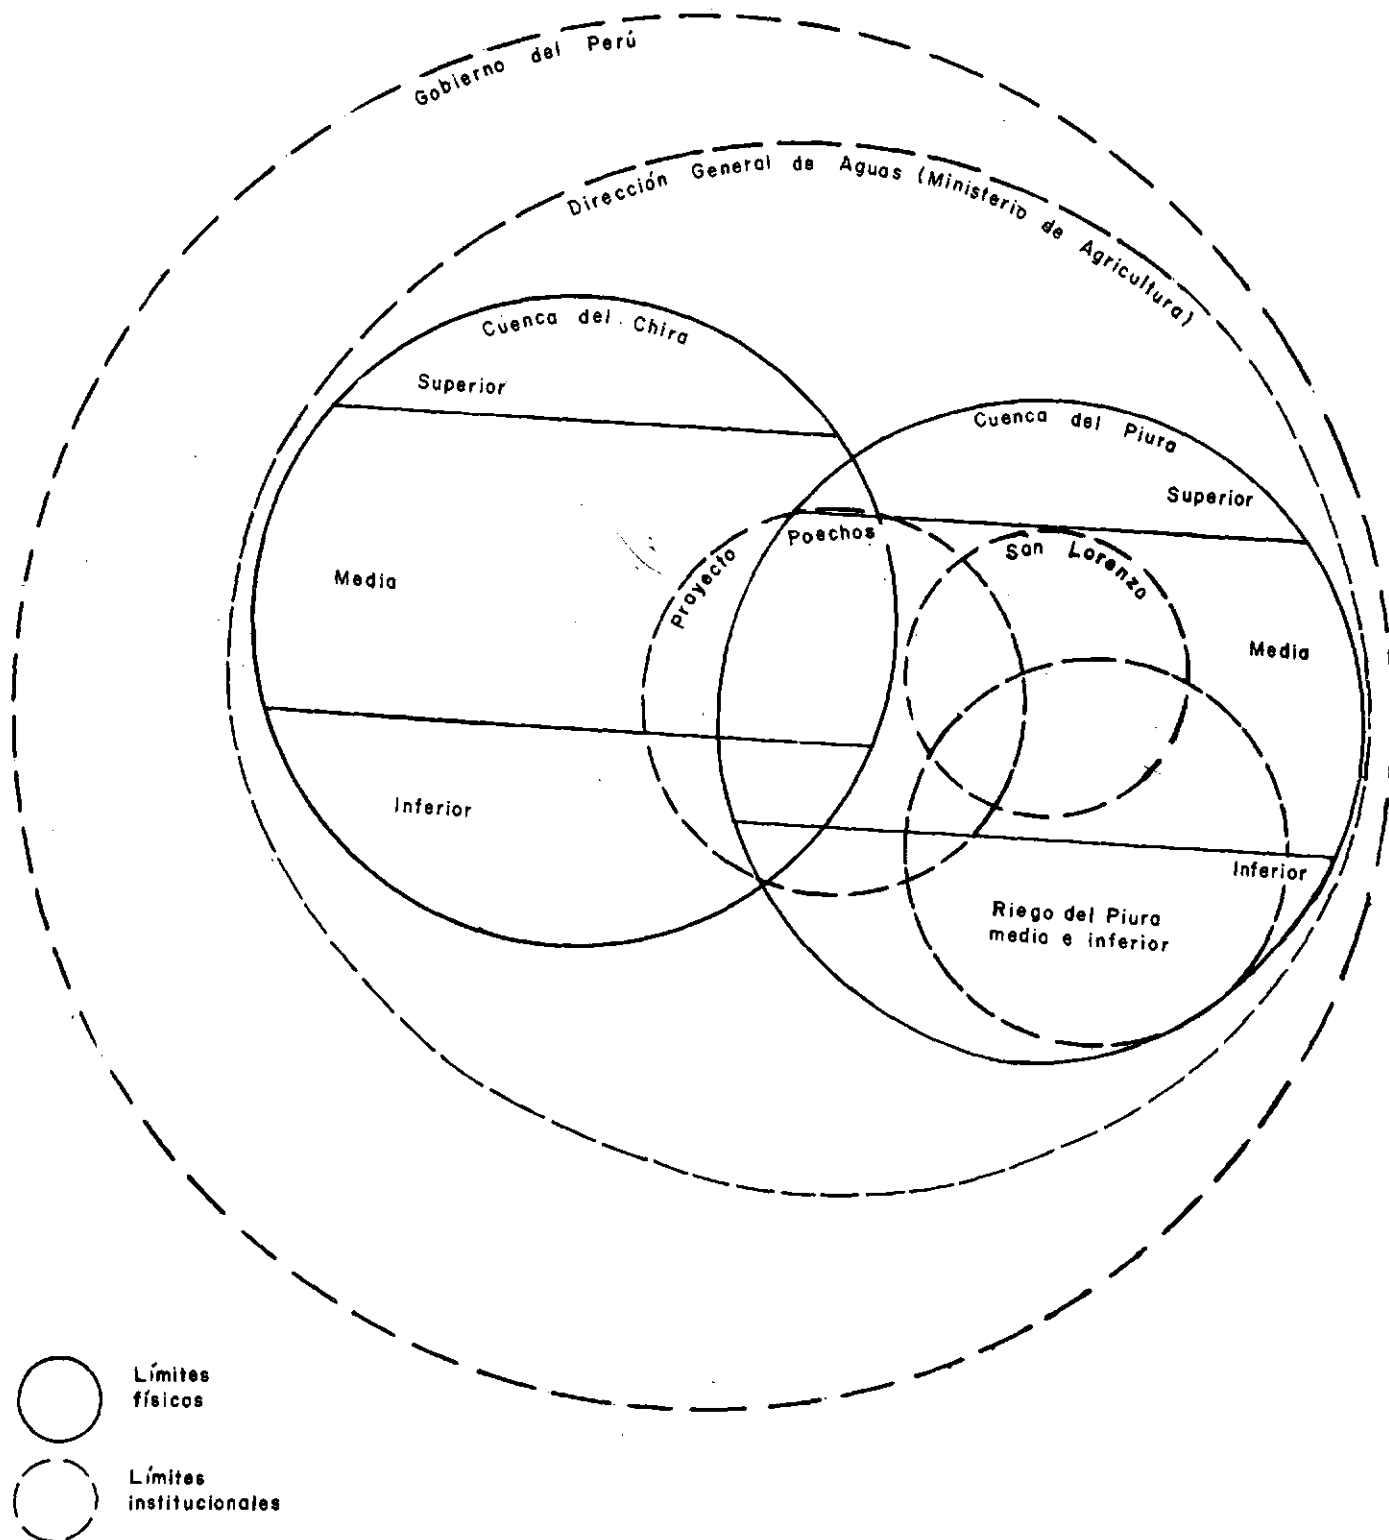 Gobierno del Perú
Dirección General de Aguas (Ministerio de Agricultura)
Cuenca del Chira
Superior
Media
Inferior
Cuenca del Piura
Superior
Proyecto Poechos
San Lorenzo
Media
Inferior
Riego del Piura
medio e inferior
Límites
físicos
Límites
institucionales